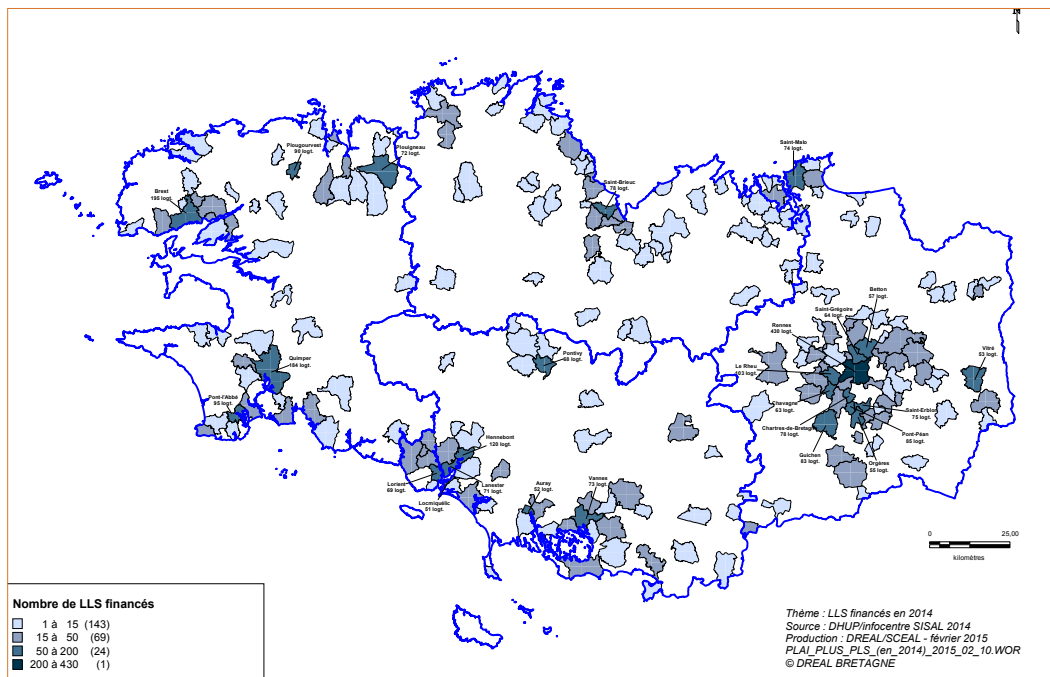 Saint-Malo
74 logt.
Plouigneau
72 logt.
Plougourvest
90 logt.
Saint-Brieuc
78 logt.
Brest
195 logt.
Betton
57 logt.
Saint-Grégoire
64 logt.
Rennes
430 logt.
Vitré
53 logt.
Pontivy
68 logt.
Quimper
184 logt.
Le Rheu
103 logt.
Pont-l'Abbé
95 logt.
Chavagne
63 logt.
Saint-Erblon
75 logt.
Chartres-de-Bretagne
78 logt.
Pont-Péan
85 logt.
Hennebont
120 logt.
Guichen
83 logt.
Orgères
55 logt.
Lorient
69 logt.
Lanester
71 logt.
Auray
52 logt.
Vannes
73 logt.
Locmiquélic
51 logt.
0 25,00
kilomètres
Nombre de LLS financés
1 à 15 (143)
15 à 50 (69)
50 à 200 (24)
200 à 430 (1)
Thème : LLS financés en 2014
Source : DHUP/infocentre SISAL 2014
Production : DREAL/SCEAL - février 2015
PLAI_PLUS_PLS_(en_2014)_2015_02_10.WOR
© DREAL BRETAGNE